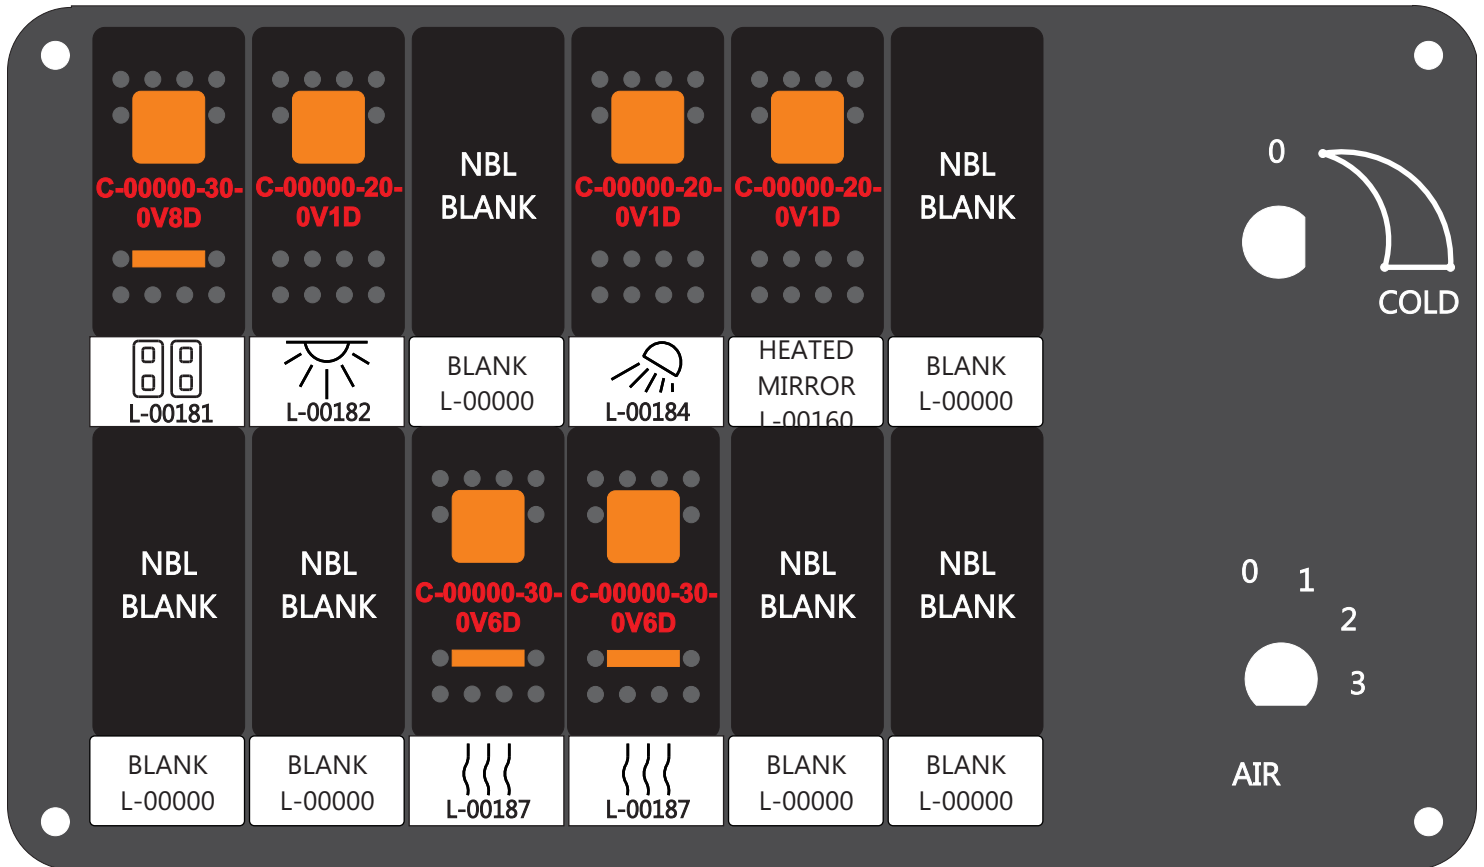 C-00000-30-
0V8D
C-00000-20-
0V1D
NBL
BLANK
C-00000-20-
0V1D
C-00000-20-
0V1D
NBL
BLANK
L-00181
L-00182
BLANK
L-00000
L-00184
HEATED
MIRROR
L-00160
BLANK
L-00000
0
COLD
NBL
BLANK
NBL
BLANK
C-00000-30-
0V6D
C-00000-30-
0V6D
NBL
BLANK
NBL
BLANK
BLANK
L-00000
BLANK
L-00000
L-00187
L-00187
BLANK
L-00000
BLANK
L-00000
0
1
2
3
AIR